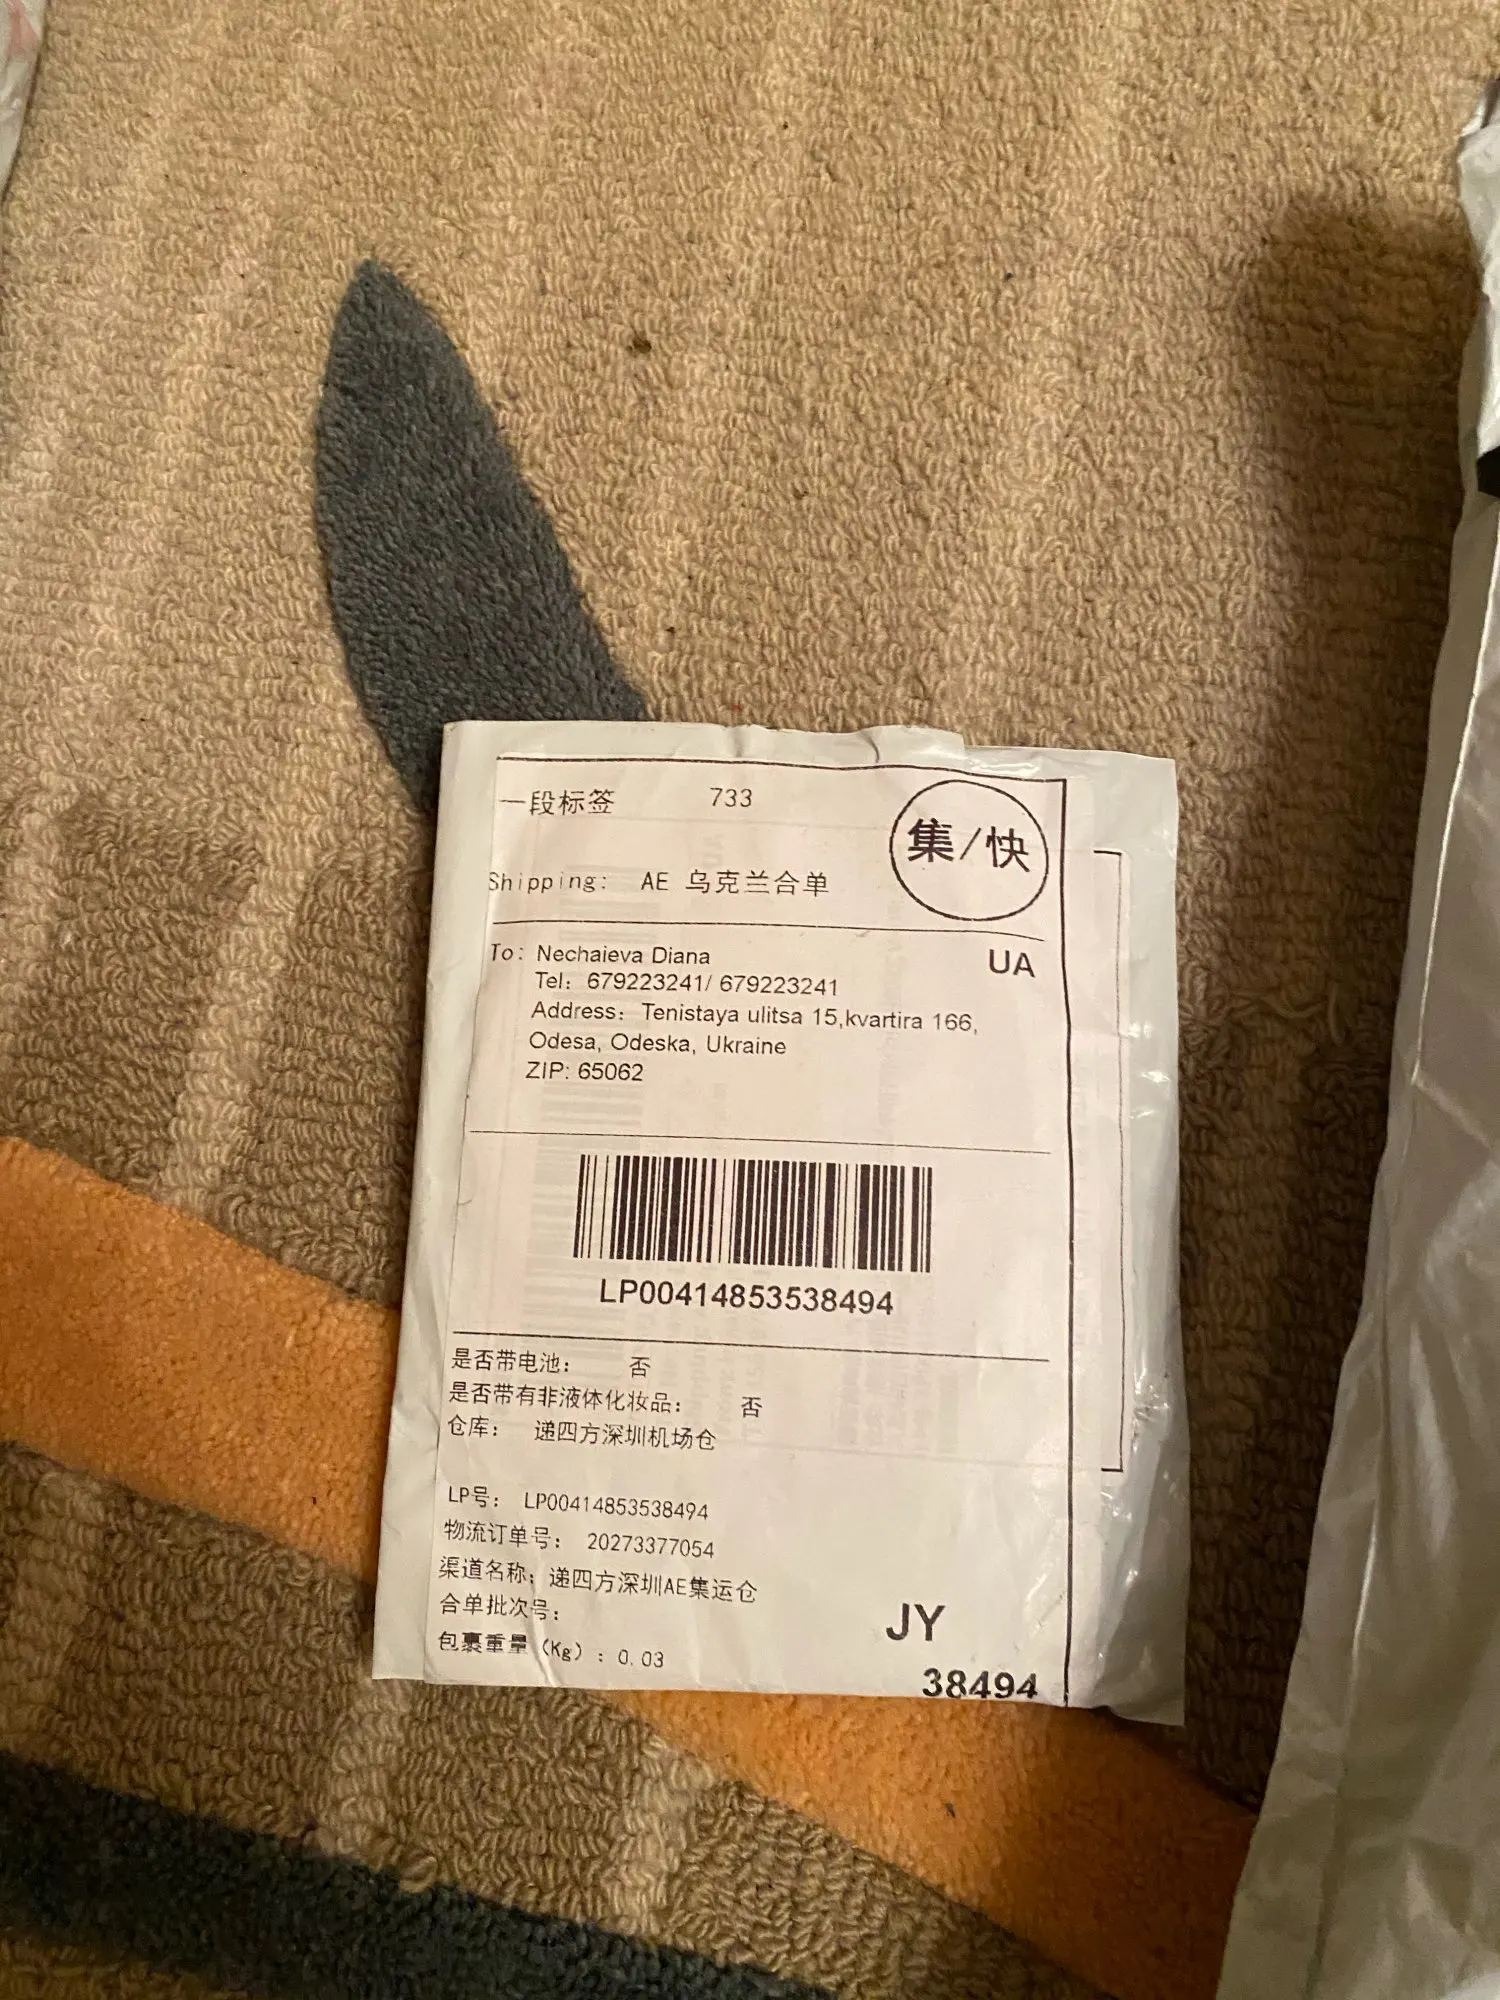 一段标签 733
集/快
Shipping: AE 乌克兰合单
To: Nechaieva Diana
UA
Tel: 679223241/ 679223241
Address: Tenistaya ulitsa 15,kvartira 166,
Odesa, Odeska, Ukraine
ZIP: 65062
LP00414853538494
是否带电池: 否
是否带有非液体化妆品: 否
仓库: 递四方深圳机场仓
LP号: LP00414853538494
物流订单号: 20273377054
渠道名称: 递四方深圳AE集运仓
合单批次号:
包裹重量(Kg): 0.03
JY
38494